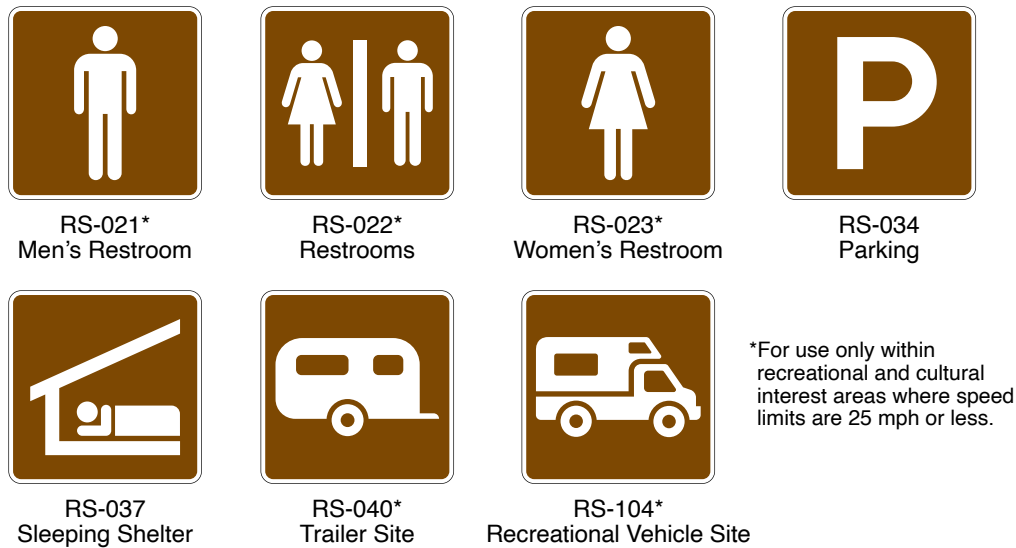 P
RS-021*
Men’s Restroom
RS-022*
Restrooms
RS-023*
Women’s Restroom
RS-034
Parking
RS-037
Sleeping Shelter
RS-040*
Trailer Site
RS-104*
Recreational Vehicle Site
*For use only within
recreational and cultural
interest areas where speed
limits are 25 mph or less.